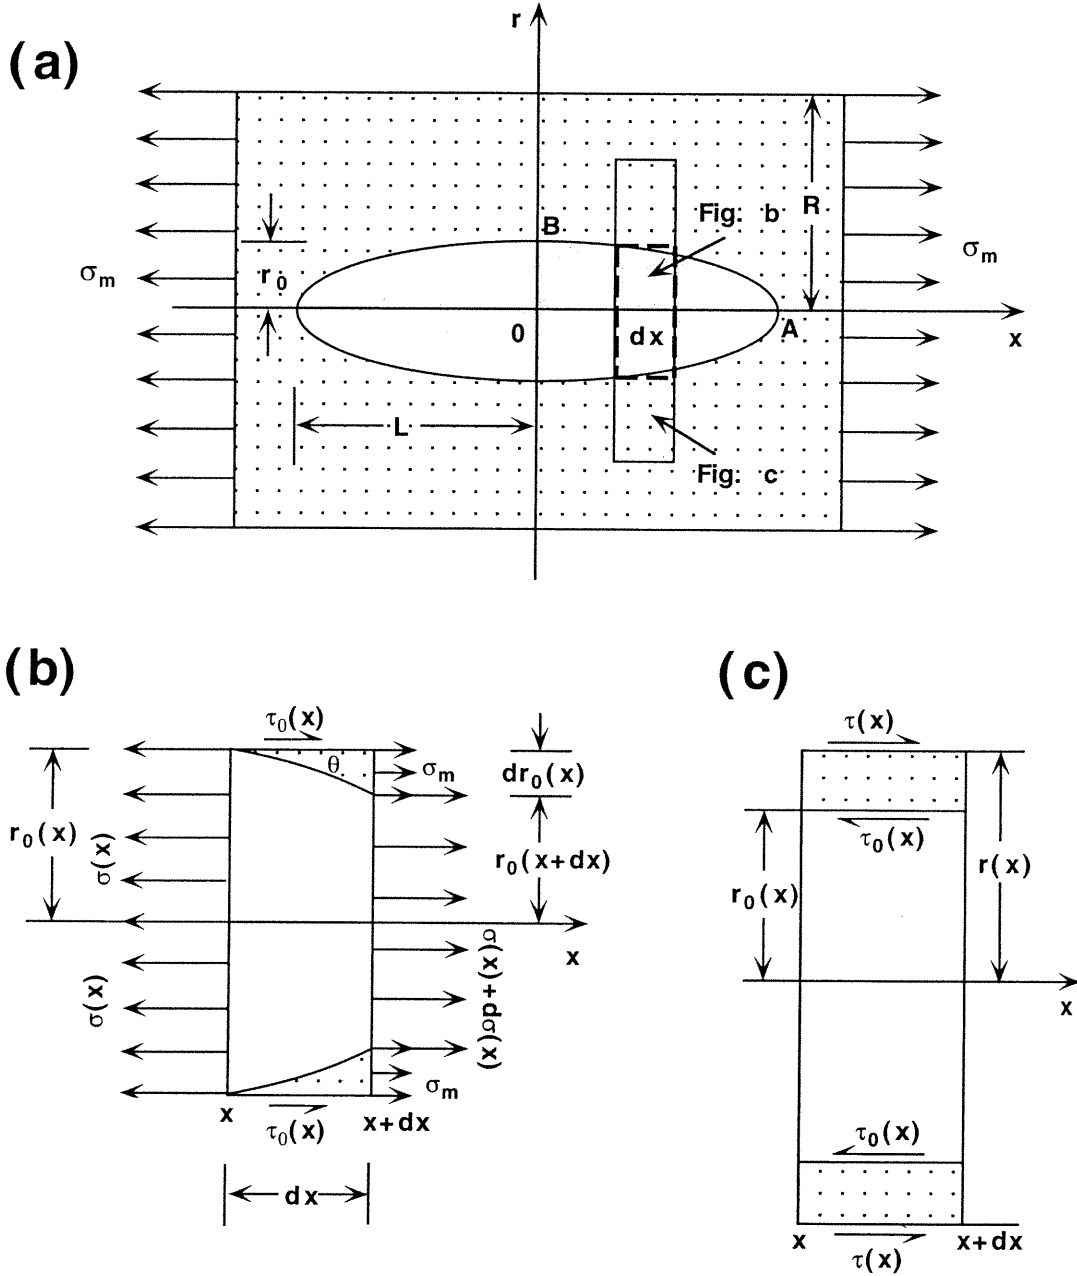 (a)
r
B
Fig: b
R
σm
r0
σm
0
dx
A
x
L
Fig: c
(b)
(c)
τ0(x)
θ
σm
dr0(x)
r0(x)
σ(x)
r0(x+dx)
x
σ(x)
σ(x)+dσ(x)
σm
x
τ0(x)
x+dx
dx
τ(x)
τ0(x)
r0(x)
r(x)
x
τ0(x)
x
τ(x)
x+dx